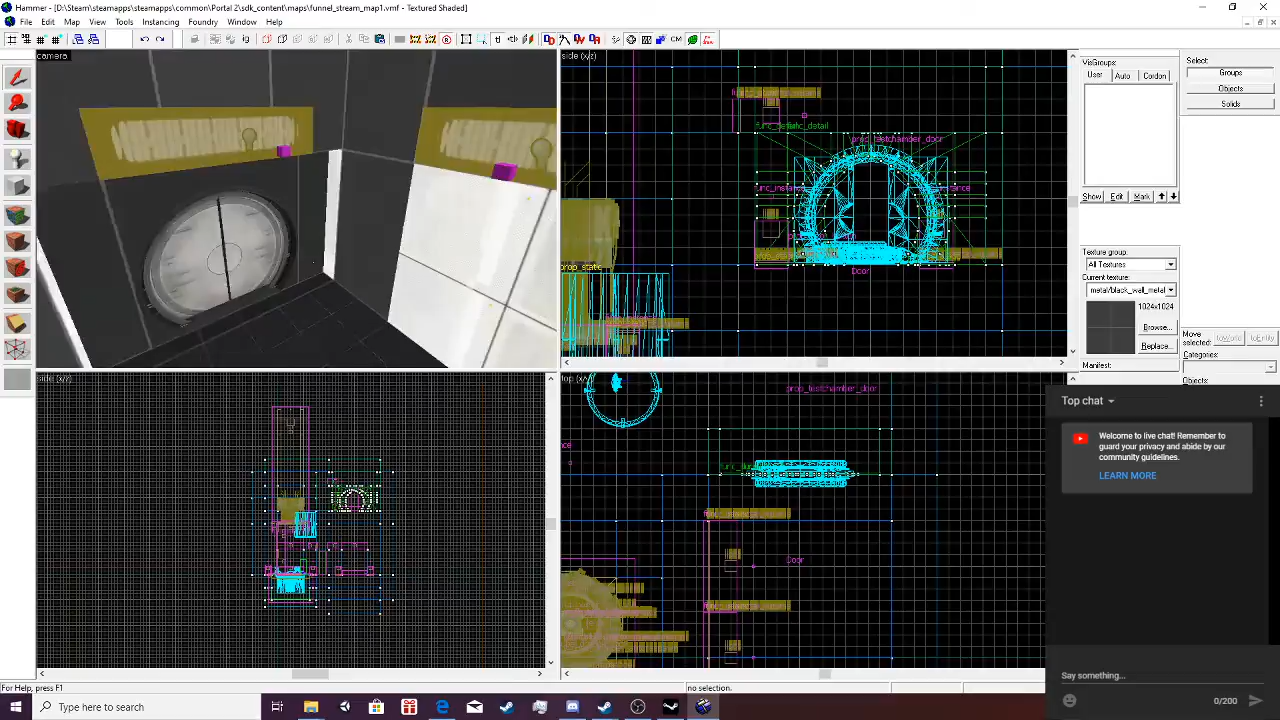 Hammer - [D:\Steam\steamapps\common\Portal 2\sdk_content\maps\funnel_stream_map1.vmf - Textured Shaded]
File Edit Map View Tools Instancing Foundry Window Help
camera
side (x/z)
func_detail
prop_testchamber_door
func_instance
Door
prop_static
side (x/z)
top (x/y)
prop_testchamber_door
Door
VisGroups:
User Auto Cordon
Show Edit Mark
Texture group:
All Textures
Current texture:
metal/black_wall_metal
1024x1024
Browse...
Replace...
Manifest:
Select:
Groups
Objects
Solids
Move
selected:
toWorld
toEntity
Categories:
Objects:
Top chat
Welcome to live chat! Remember to
guard your privacy and abide by our
community guidelines.
LEARN MORE
Say something...
0/200
For Help, press F1
no selection.
Type here to search